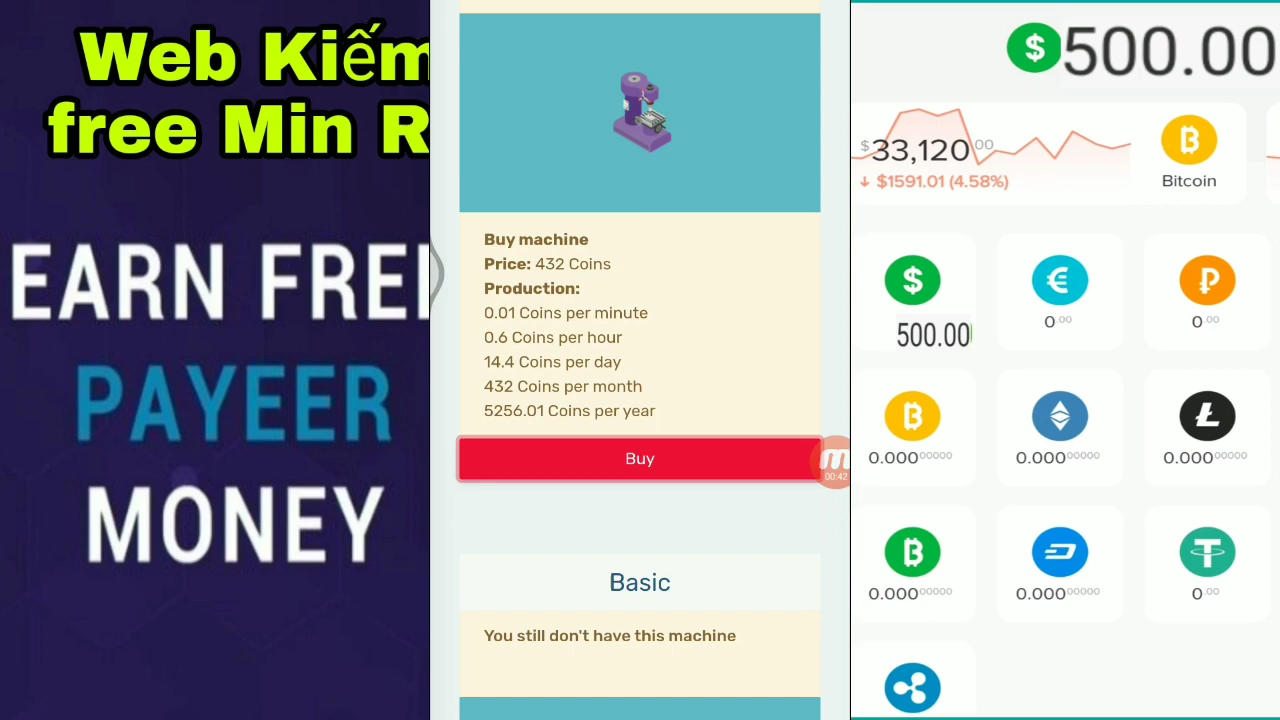 Web Kiếm
free Min R
EARN FREE
PAYEER
MONEY
Buy machine
Price: 432 Coins
Production:
0.01 Coins per minute
0.6 Coins per hour
14.4 Coins per day
432 Coins per month
5256.01 Coins per year
Buy
00:42
Basic
You still don't have this machine
$ 500.00
$33,120.00
↓ $1591.01 (4.58%)
Bitcoin
500.00
0.00
0.00
0.00000000
0.00000000
0.00000000
0.00000000
0.00000000
0.00